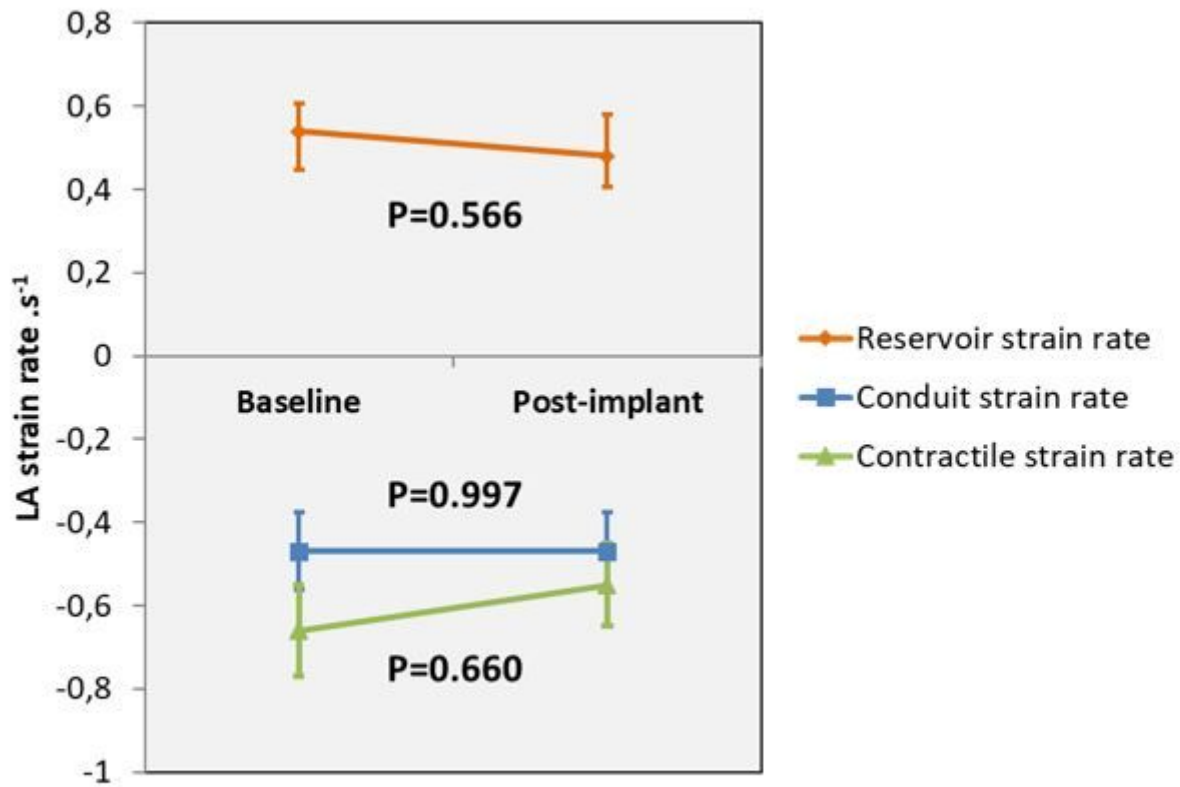 0,8
0,6
0,4
P=0.566
0,2
LA strain rate .s-1
0
Baseline Post-implant
-0,2
P=0.997
-0,4
-0,6
P=0.660
-0,8
-1
Reservoir strain rate
Conduit strain rate
Contractile strain rate